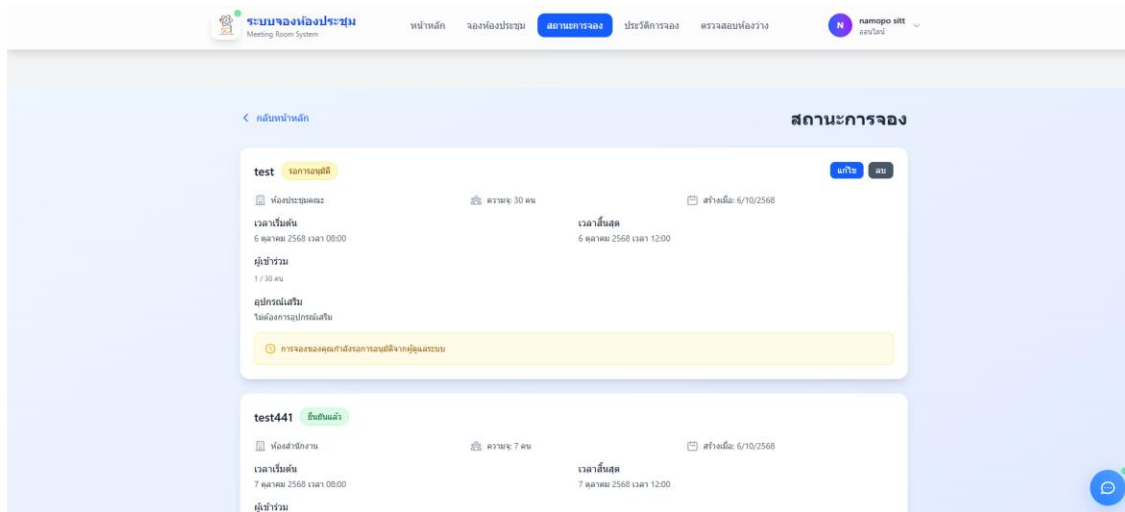 ระบบจองห้องประชุม
Meeting Room System
หน้าหลัก จองห้องประชุม สถานะการจอง ประวัติการจอง ตรวจสอบห้องว่าง
N namopo sitt
ออนไลน์
กลับหน้าหลัก
สถานะการจอง
test รอการอนุมัติ
แก้ไข ลบ
ห้องประชุมคณะ ความจุ: 30 คน สร้างเมื่อ: 6/10/2568
เวลาเริ่มต้น เวลาสิ้นสุด
6 ตุลาคม 2568 เวลา 08:00 6 ตุลาคม 2568 เวลา 12:00
ผู้เข้าร่วม
1 / 30 คน
อุปกรณ์เสริม
ไม่ต้องการอุปกรณ์เสริม
การจองของคุณกำลังรอการอนุมัติจากผู้ดูแลระบบ
test441 ยืนยันแล้ว
ห้องสำนักงาน ความจุ: 7 คน สร้างเมื่อ: 6/10/2568
เวลาเริ่มต้น เวลาสิ้นสุด
7 ตุลาคม 2568 เวลา 08:00 7 ตุลาคม 2568 เวลา 12:00
ผู้เข้าร่วม